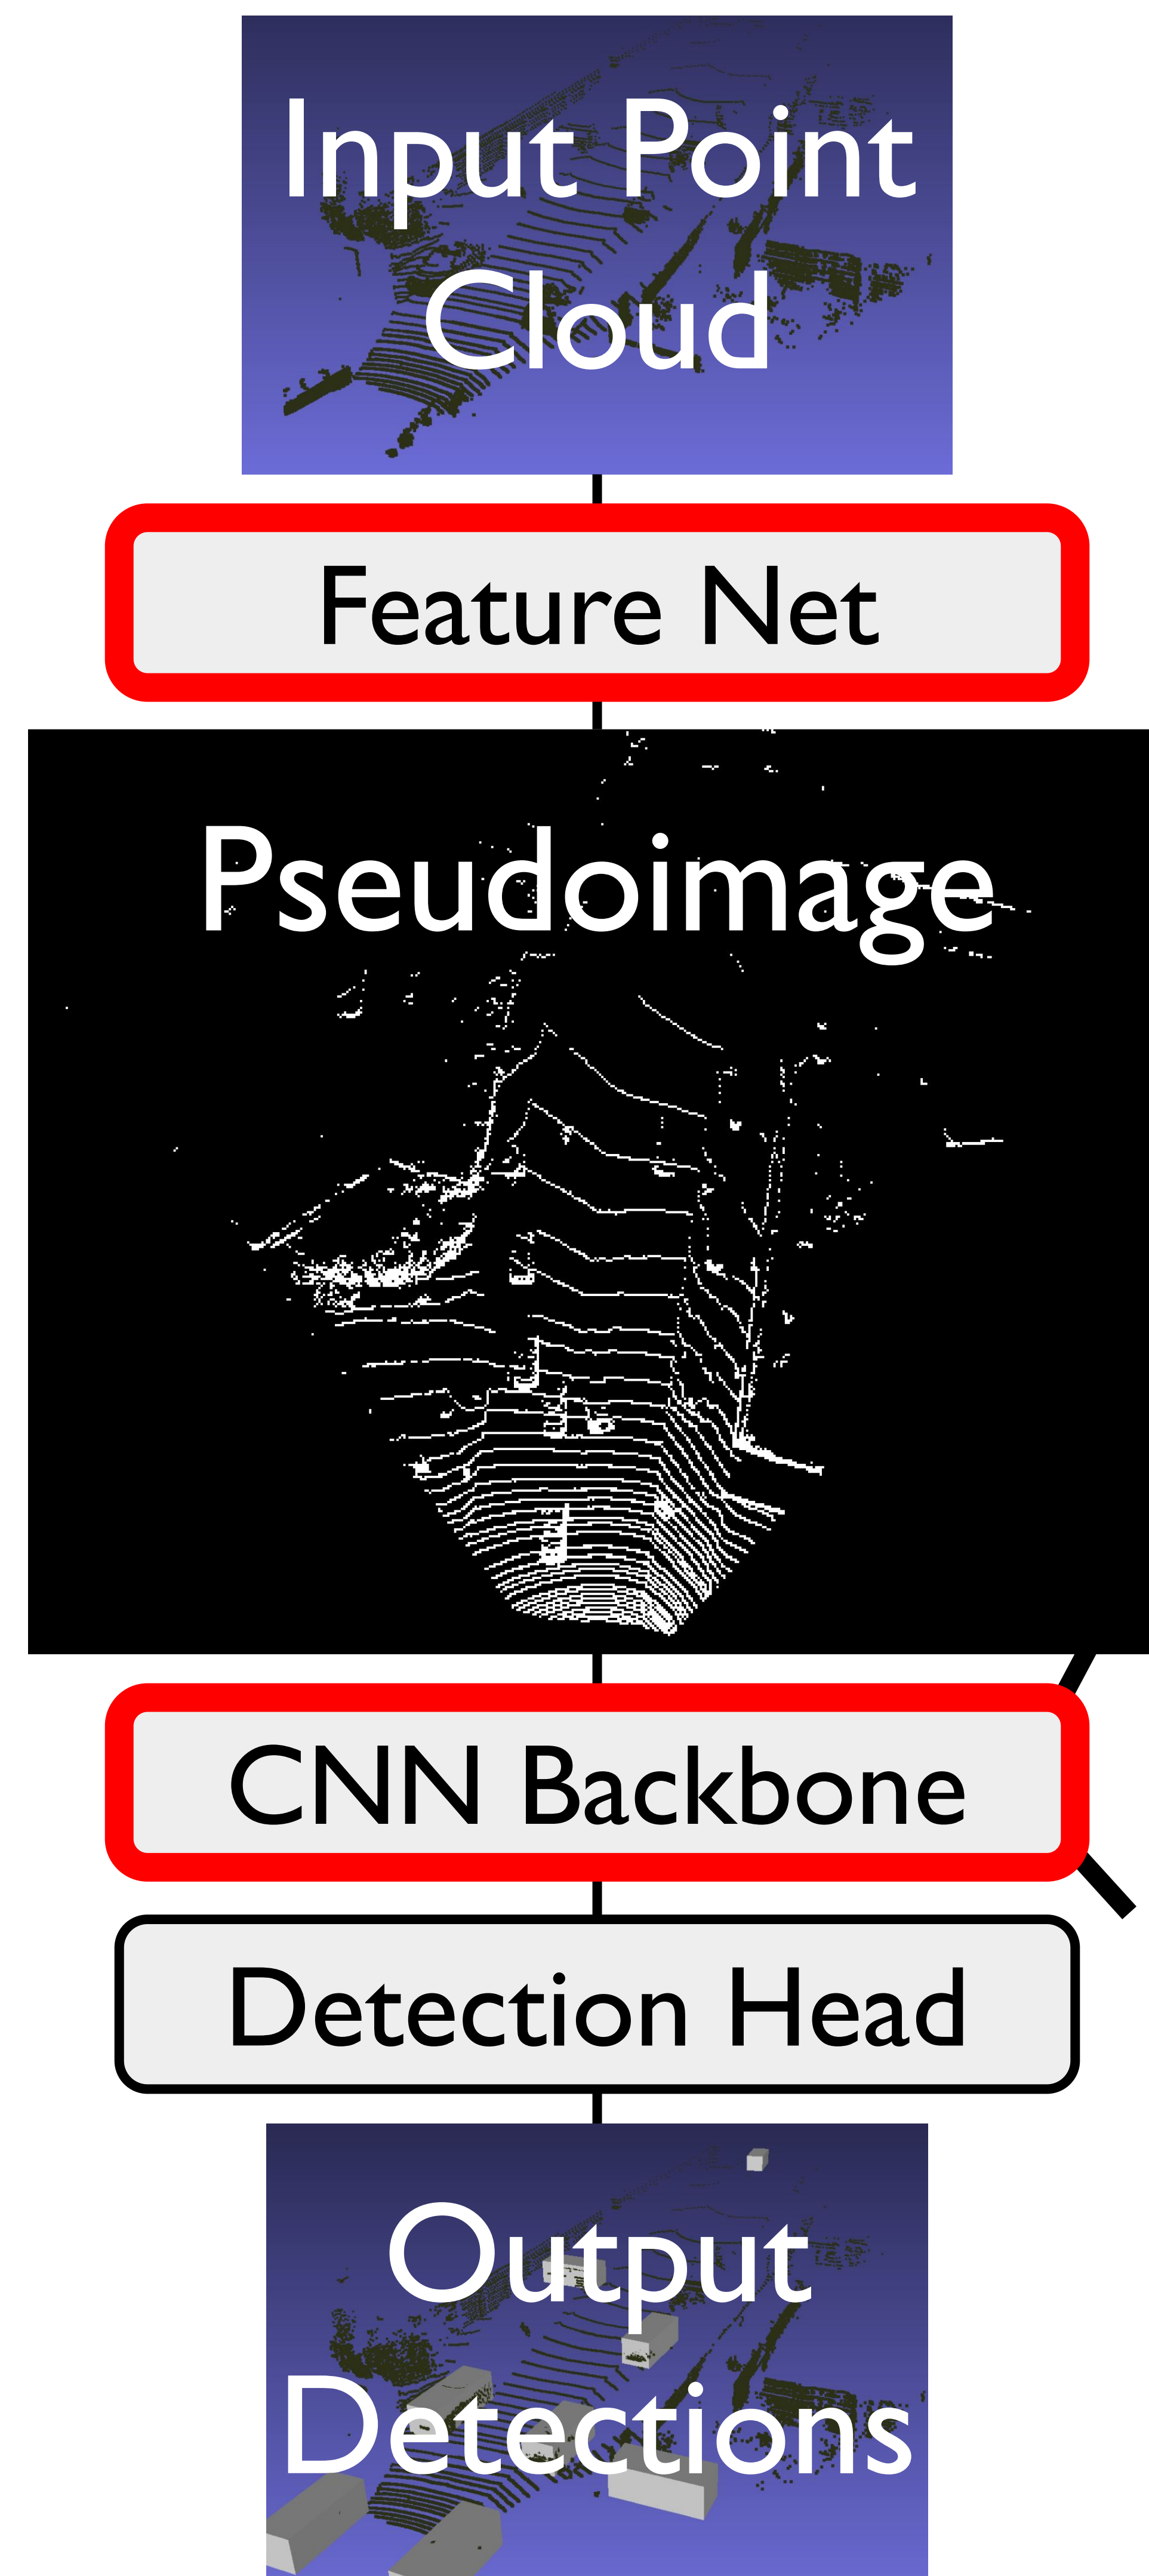 Input Point
Cloud
Feature Net
Pseudoimage
CNN Backbone
Detection Head
Output
Detections